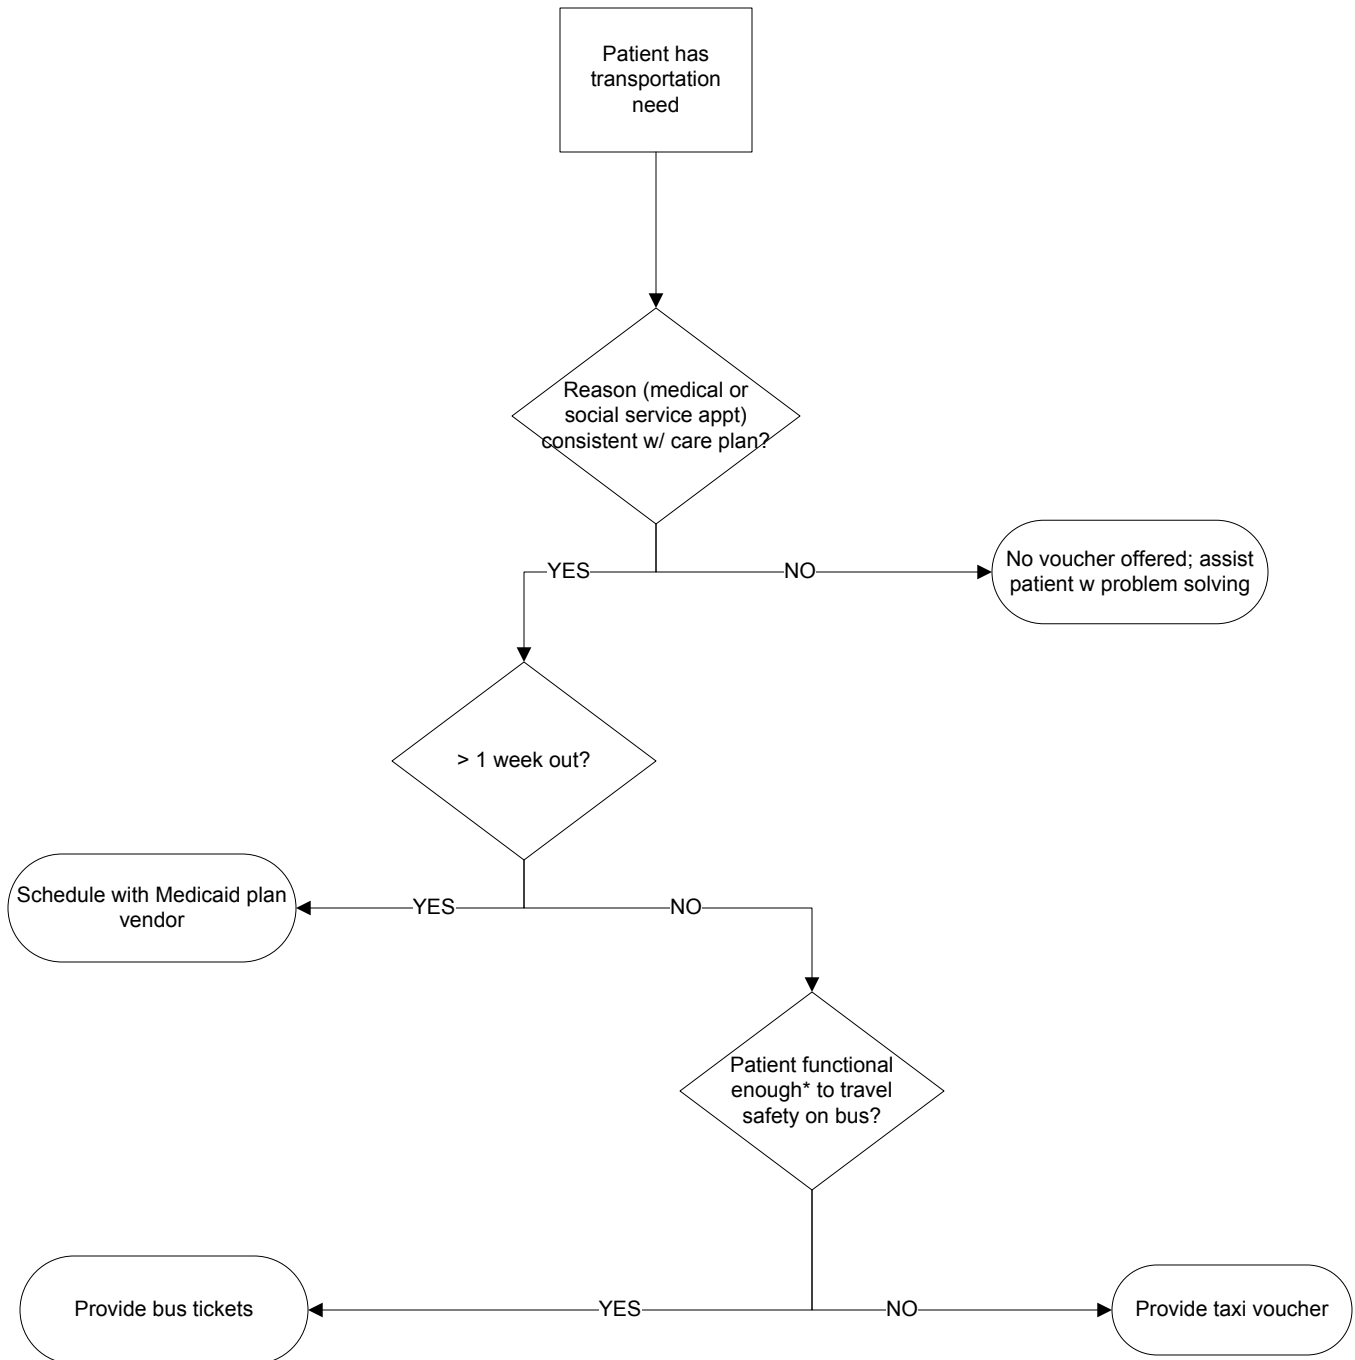 Patient has
transportation
need
Reason (medical or
social service appt)
consistent w/ care plan?
YES
NO
No voucher offered; assist
patient w problem solving
> 1 week out?
Schedule with Medicaid plan
vendor
YES
NO
Patient functional
enough* to travel
safety on bus?
Provide bus tickets
YES
NO
Provide taxi voucher